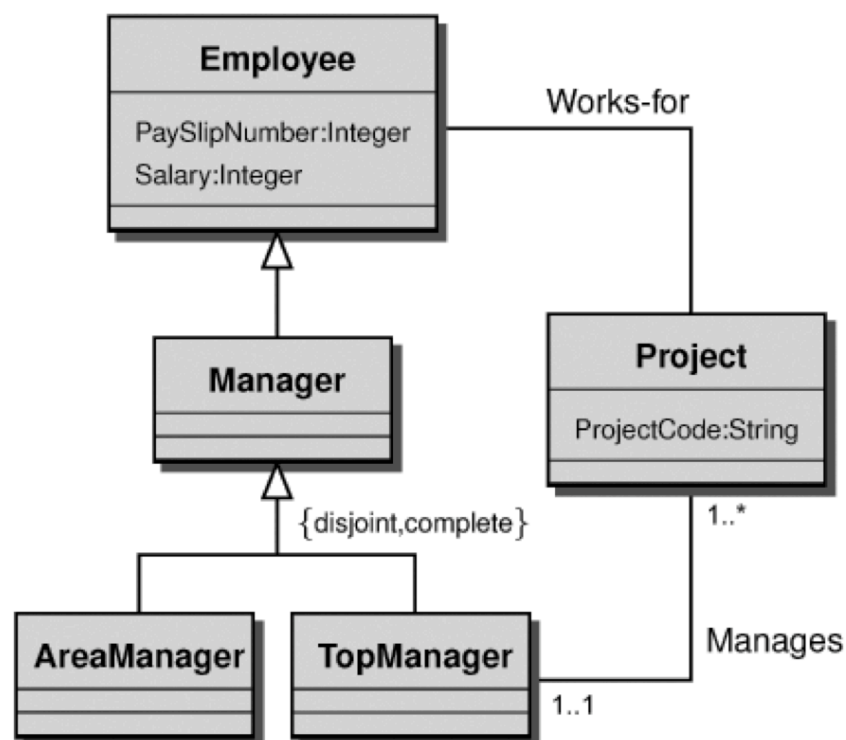 Employee
PaySlipNumber:Integer
Salary:Integer
Works-for
Manager
Project
ProjectCode:String
{disjoint,complete}
1..*
AreaManager
TopManager
Manages
1..1